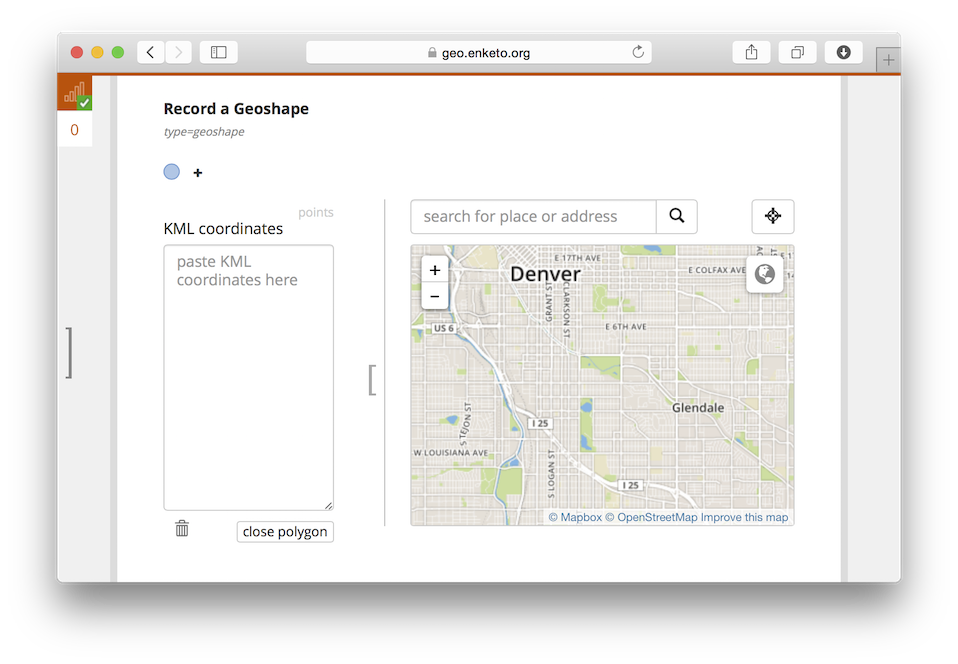 geo.enketo.org
0
Record a Geoshape
type=geoshape
+
points
KML coordinates
paste KML
coordinates here
close polygon
search for place or address
+
−
E 17TH AVE
Denver
E COLFAX AVE
GRANT ST
CLARKSON ST
US 6
E 6TH AVE
Glendale
S TEJON ST
I 25
W LOUISIANA AVE
S LOGAN ST
I 25
© Mapbox © OpenStreetMap Improve this map